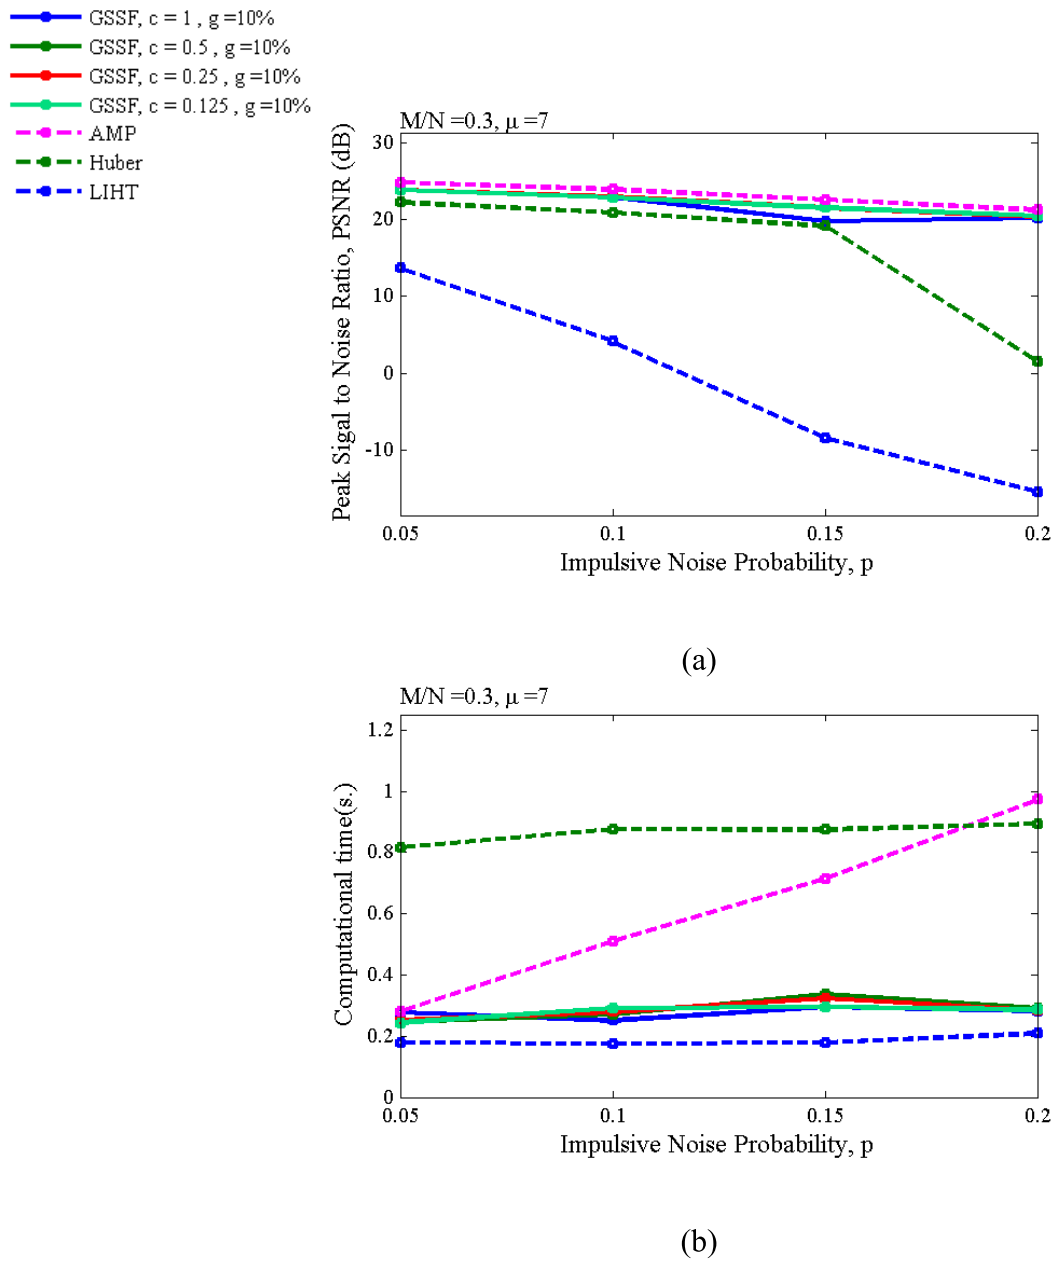 GSSF, c = 1 , g =10%
GSSF, c = 0.5 , g =10%
GSSF, c = 0.25 , g =10%
GSSF, c = 0.125 , g =10%
AMP
Huber
LIHT
M/N =0.3, μ =7
Peak Sigal to Noise Ratio, PSNR (dB)
30
20
10
0
-10
0.05
0.1
0.15
0.2
Impulsive Noise Probability, p
(a)
M/N =0.3, μ =7
Computational time(s.)
1.2
1
0.8
0.6
0.4
0.2
0
0.05
0.1
0.15
0.2
Impulsive Noise Probability, p
(b)